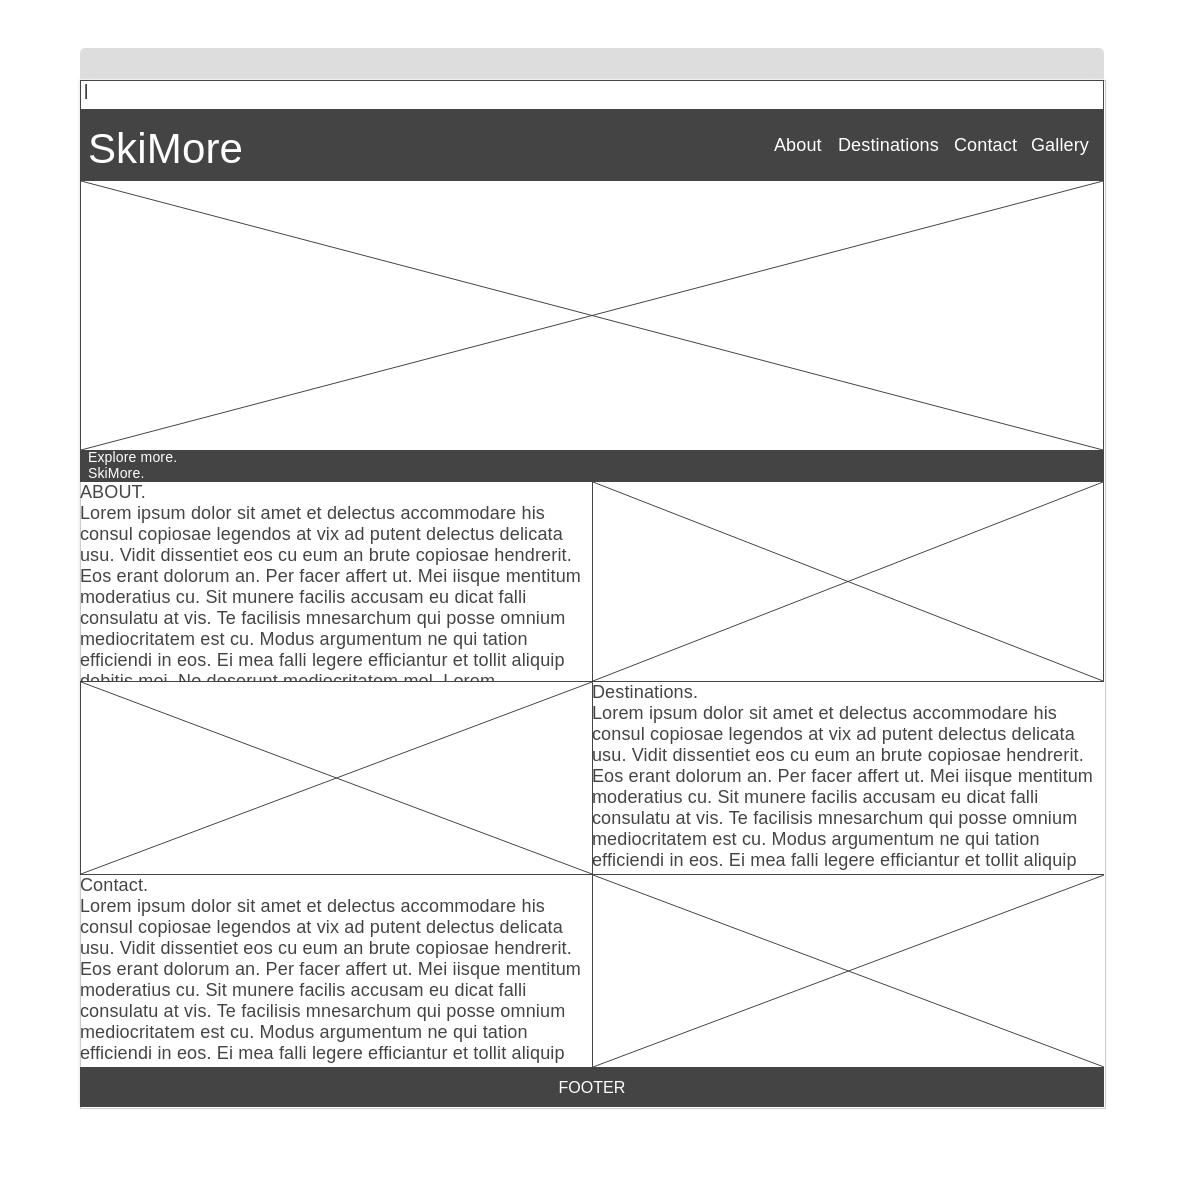 SkiMore
About Destinations Contact Gallery
Explore more.
SkiMore.
ABOUT.
Lorem ipsum dolor sit amet et delectus accommodare his
consul copiosae legendos at vix ad putent delectus delicata
usu. Vidit dissentiet eos cu eum an brute copiosae hendrerit.
Eos erant dolorum an. Per facer affert ut. Mei iisque mentitum
moderatius cu. Sit munere facilis accusam eu dicat falli
consulatu at vis. Te facilisis mnesarchum qui posse omnium
mediocritatem est cu. Modus argumentum ne qui tation
efficiendi in eos. Ei mea falli legere efficiantur et tollit aliquip
debitis mei. No deserunt mediocritatem mel. Lorem
Destinations.
Lorem ipsum dolor sit amet et delectus accommodare his
consul copiosae legendos at vix ad putent delectus delicata
usu. Vidit dissentiet eos cu eum an brute copiosae hendrerit.
Eos erant dolorum an. Per facer affert ut. Mei iisque mentitum
moderatius cu. Sit munere facilis accusam eu dicat falli
consulatu at vis. Te facilisis mnesarchum qui posse omnium
mediocritatem est cu. Modus argumentum ne qui tation
efficiendi in eos. Ei mea falli legere efficiantur et tollit aliquip
Contact.
Lorem ipsum dolor sit amet et delectus accommodare his
consul copiosae legendos at vix ad putent delectus delicata
usu. Vidit dissentiet eos cu eum an brute copiosae hendrerit.
Eos erant dolorum an. Per facer affert ut. Mei iisque mentitum
moderatius cu. Sit munere facilis accusam eu dicat falli
consulatu at vis. Te facilisis mnesarchum qui posse omnium
mediocritatem est cu. Modus argumentum ne qui tation
efficiendi in eos. Ei mea falli legere efficiantur et tollit aliquip
FOOTER